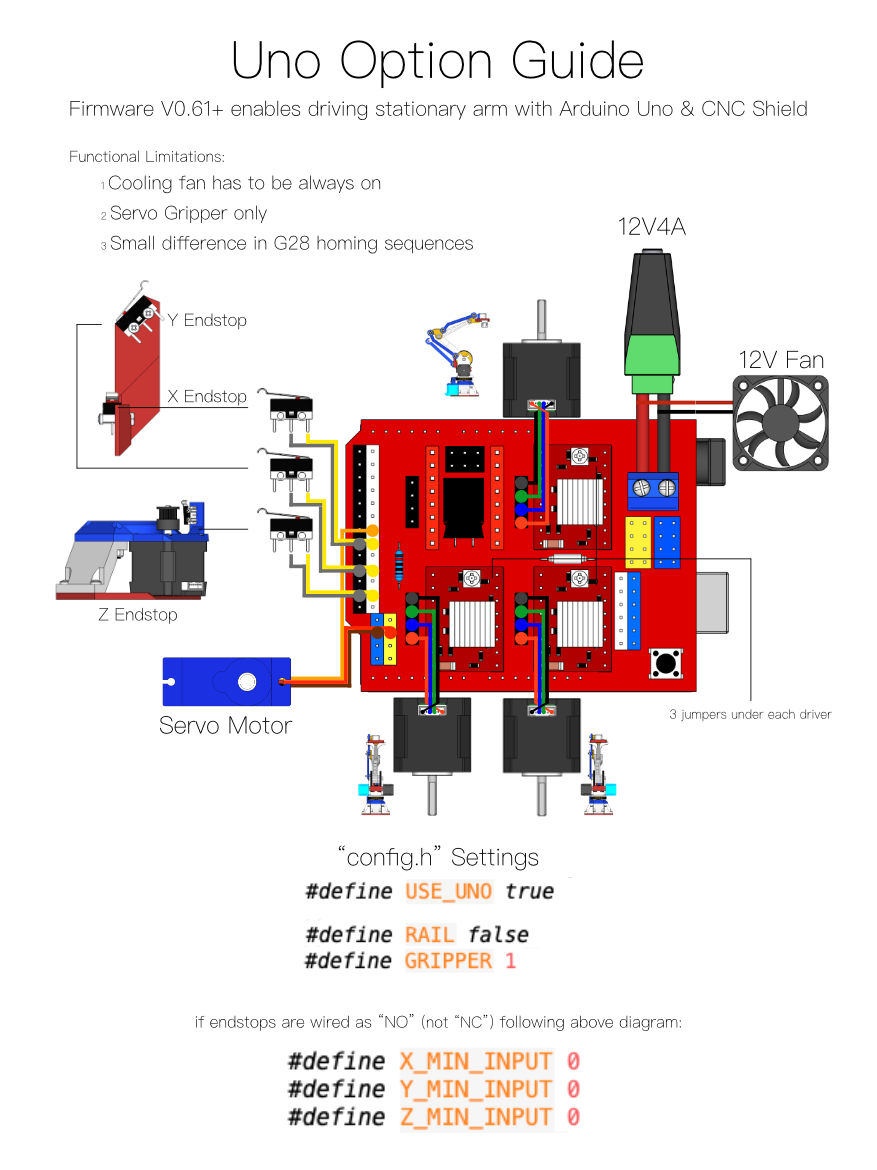 Uno Option Guide
Firmware V0.61+ enables driving stationary arm with Arduino Uno & CNC Shield
Functional Limitations:
1 Cooling fan has to be always on
2 Servo Gripper only
3 Small difference in G28 homing sequences
12V4A
Y Endstop
12V Fan
X Endstop
Z Endstop
Servo Motor
3 jumpers under each driver
“config.h” Settings
#define USE_UNO true
#define RAIL false
#define GRIPPER 1
if endstops are wired as “NO” (not “NC”) following above diagram:
#define X_MIN_INPUT 0
#define Y_MIN_INPUT 0
#define Z_MIN_INPUT 0